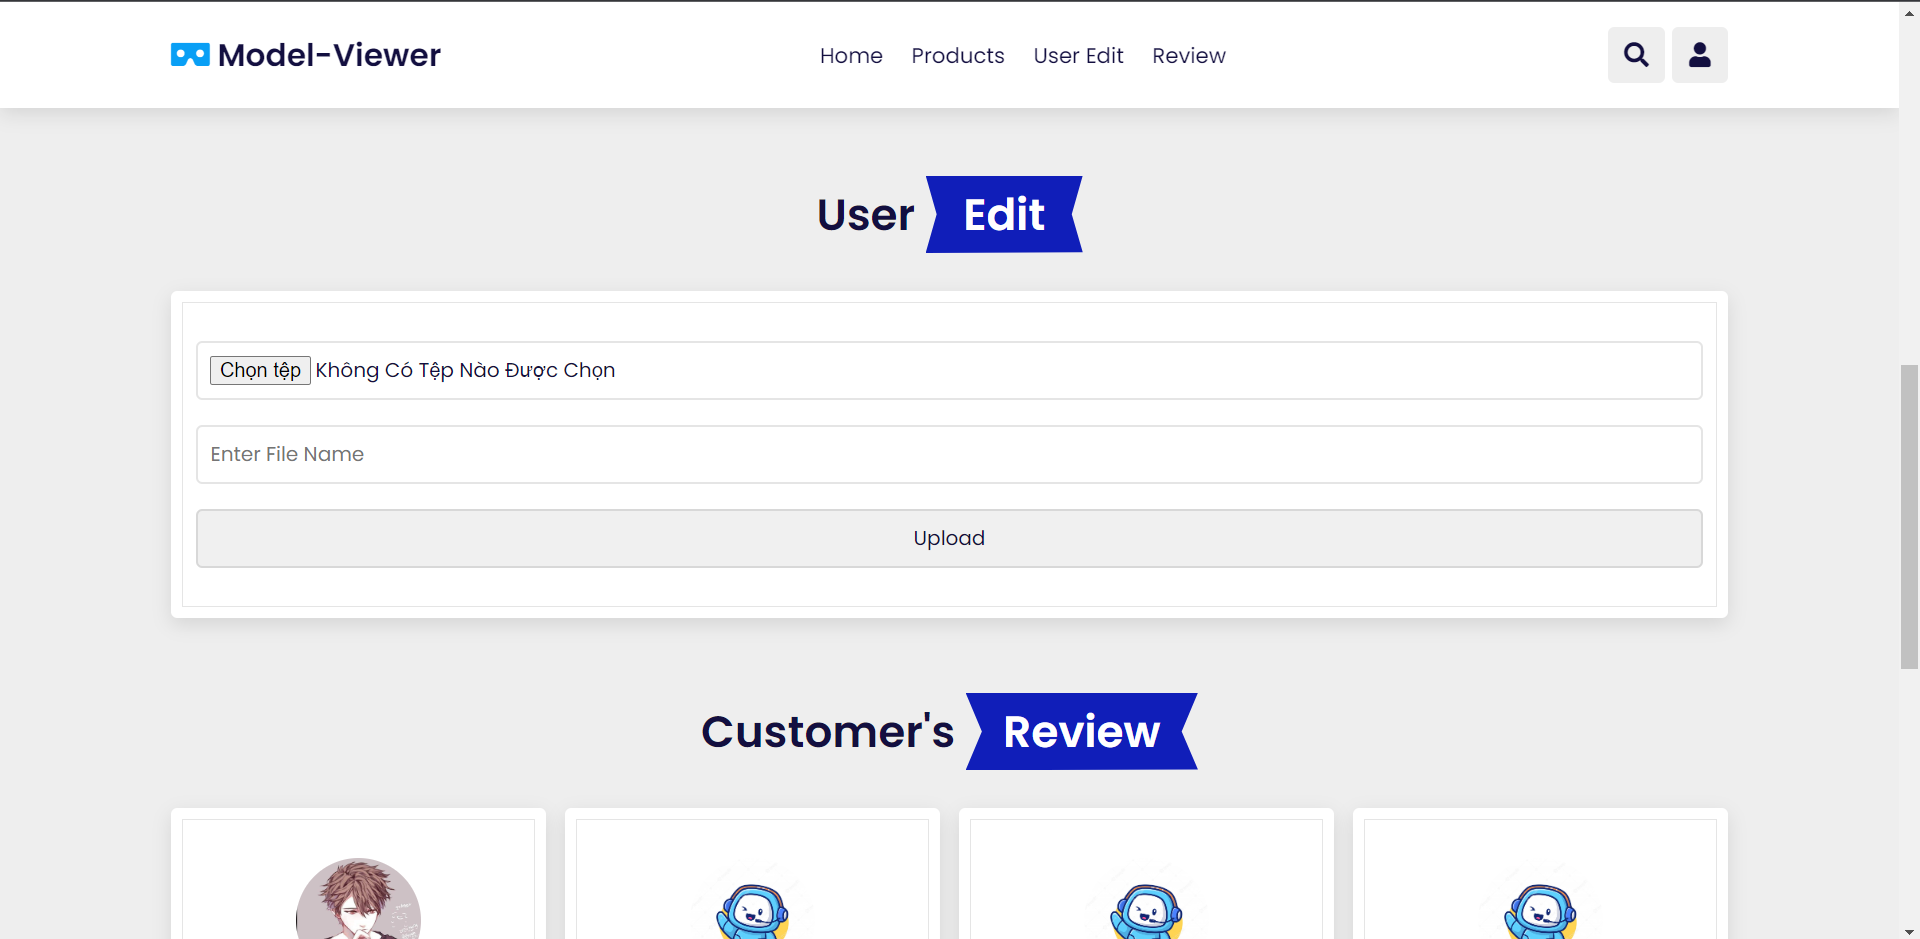 Model-Viewer
Home Products User Edit Review
User Edit
Chọn tệp Không Có Tệp Nào Được Chọn
Enter File Name
Upload
Customer's Review